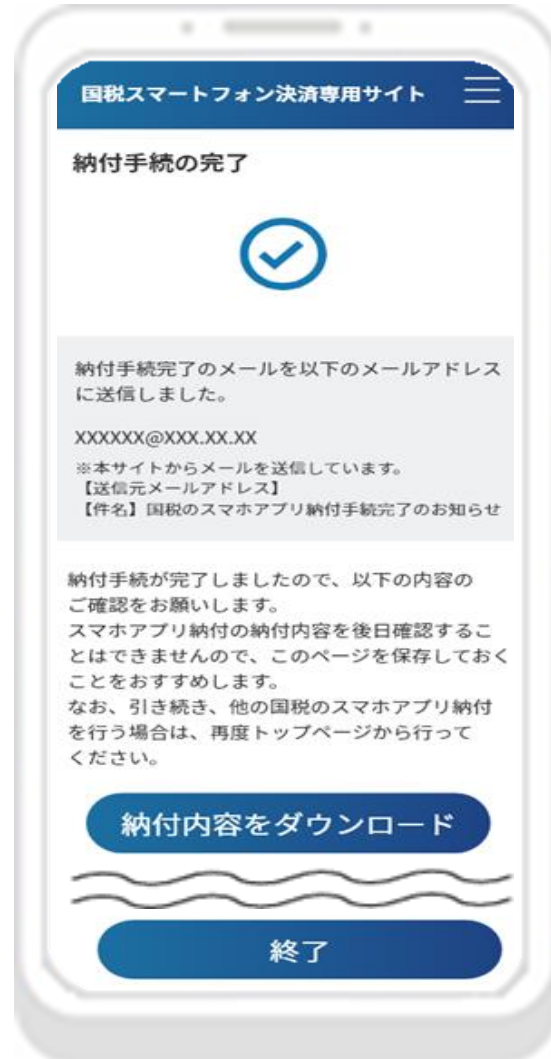 国税スマートフォン決済専用サイト
納付手続の完了
納付手続完了のメールを以下のメールアドレス
に送信しました。
XXXXXX@XXX.XX.XX
※本サイトからメールを送信しています。
【送信元メールアドレス】
【件名】国税のスマホアプリ納付手続完了のお知らせ
納付手続が完了しましたので、以下の内容の
ご確認をお願いします。
スマホアプリ納付の納付内容を後日確認するこ
とはできませんので、このページを保存しておく
ことをおすすめします。
なお、引き続き、他の国税のスマホアプリ納付
を行う場合は、再度トップページから行って
ください。
納付内容をダウンロード
終了